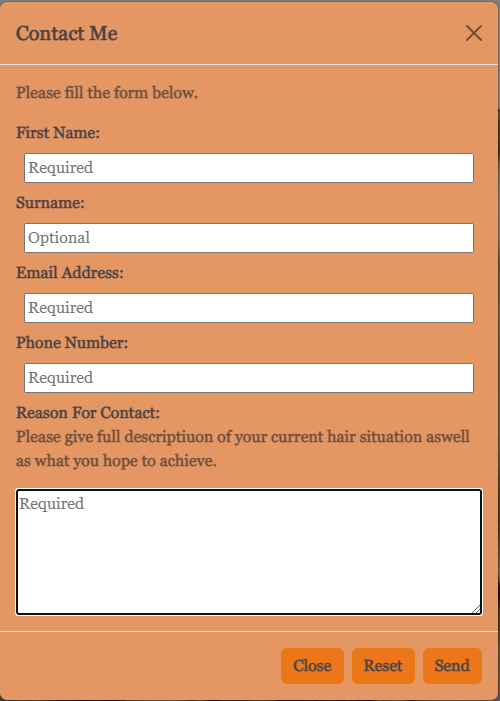 Contact Me
Please fill the form below.
First Name:
Required
Surname:
Optional
Email Address:
Required
Phone Number:
Required
Reason For Contact:
Please give full descriptiuon of your current hair situation aswell
as what you hope to achieve.
Required
Close Reset Send